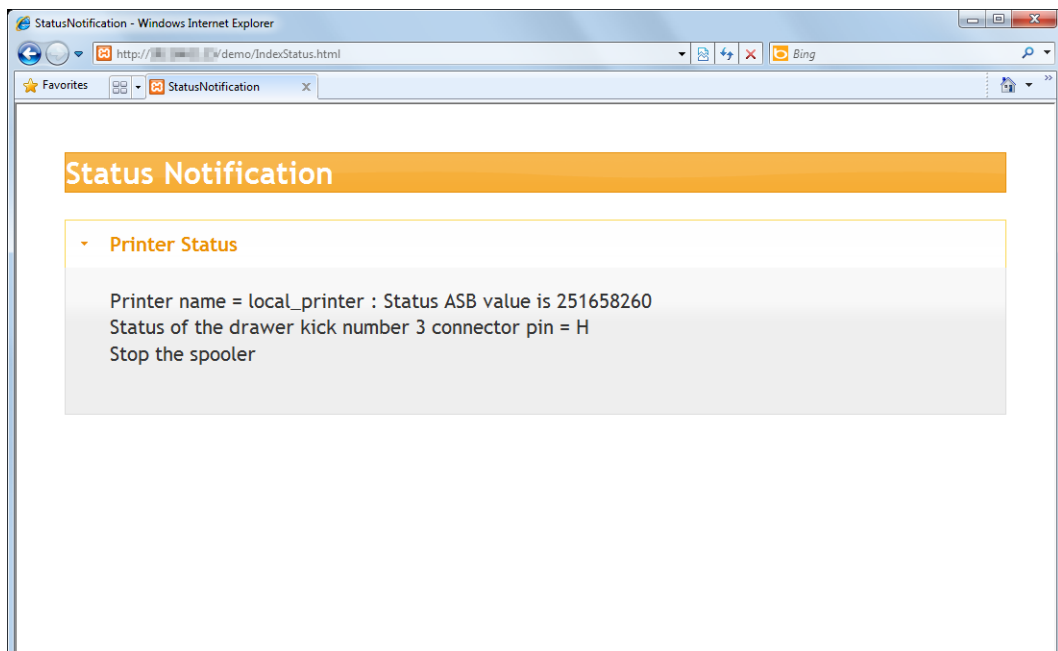 StatusNotification - Windows Internet Explorer
http:// /demo/IndexStatus.html
Bing
Favorites
StatusNotification
Status Notification
Printer Status
Printer name = local_printer : Status ASB value is 251658260
Status of the drawer kick number 3 connector pin = H
Stop the spooler